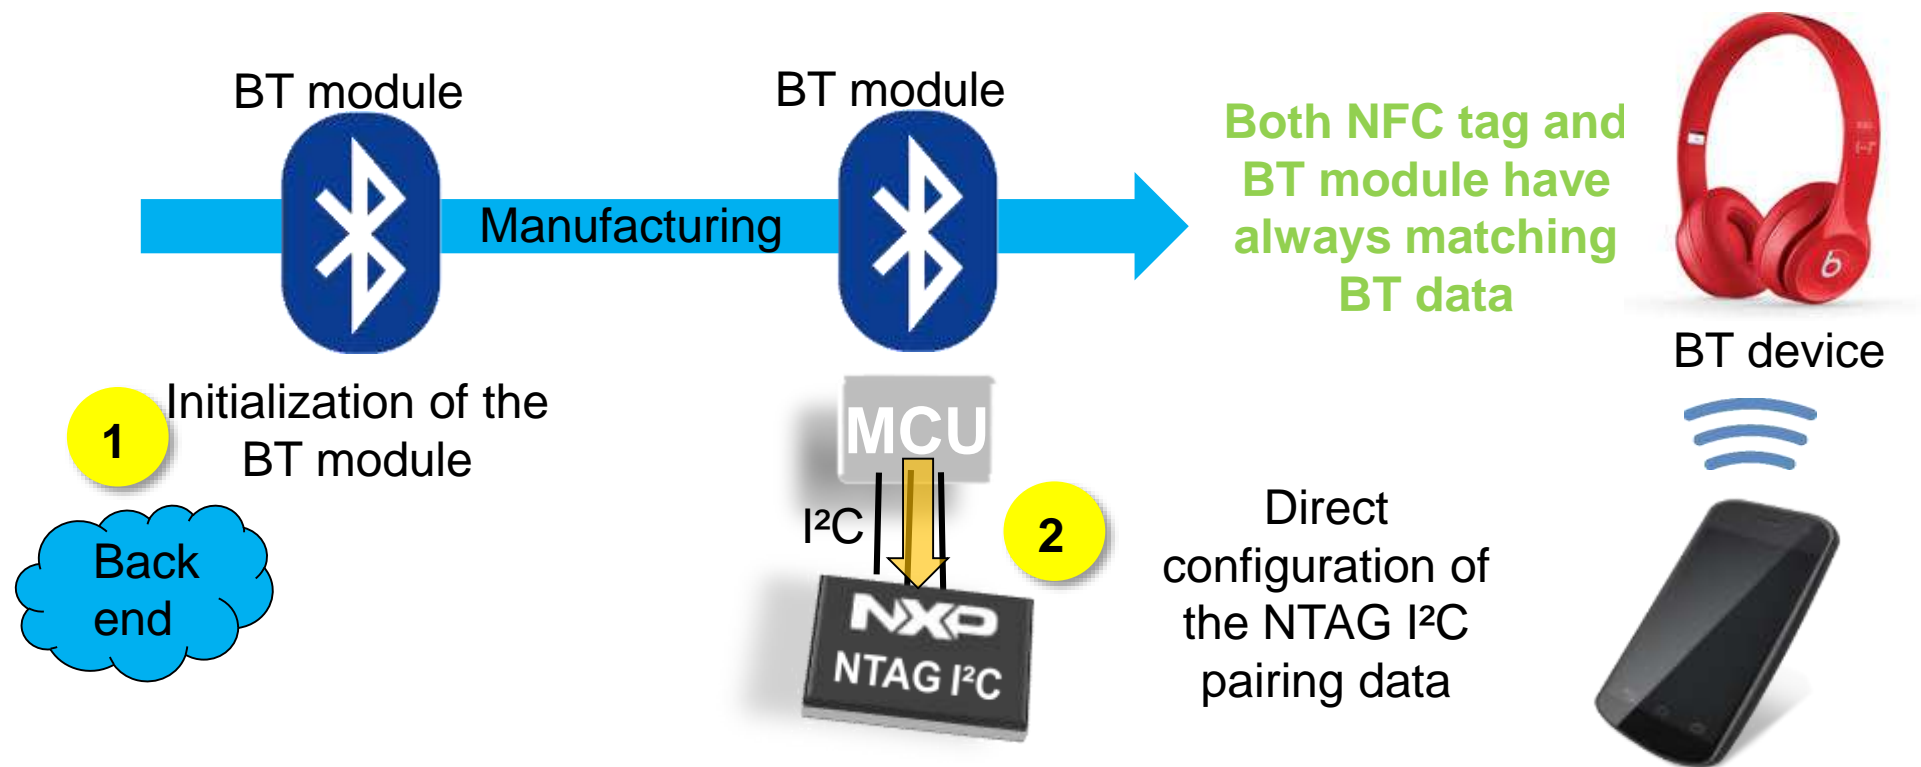 BT module
BT module
Manufacturing
Both NFC tag and
BT module have
always matching
BT data
b
BT device
1
Initialization of the
BT module
Back
end
MCU
I²C
2
NXP
NTAG I²C
Direct
configuration of
the NTAG I²C
pairing data